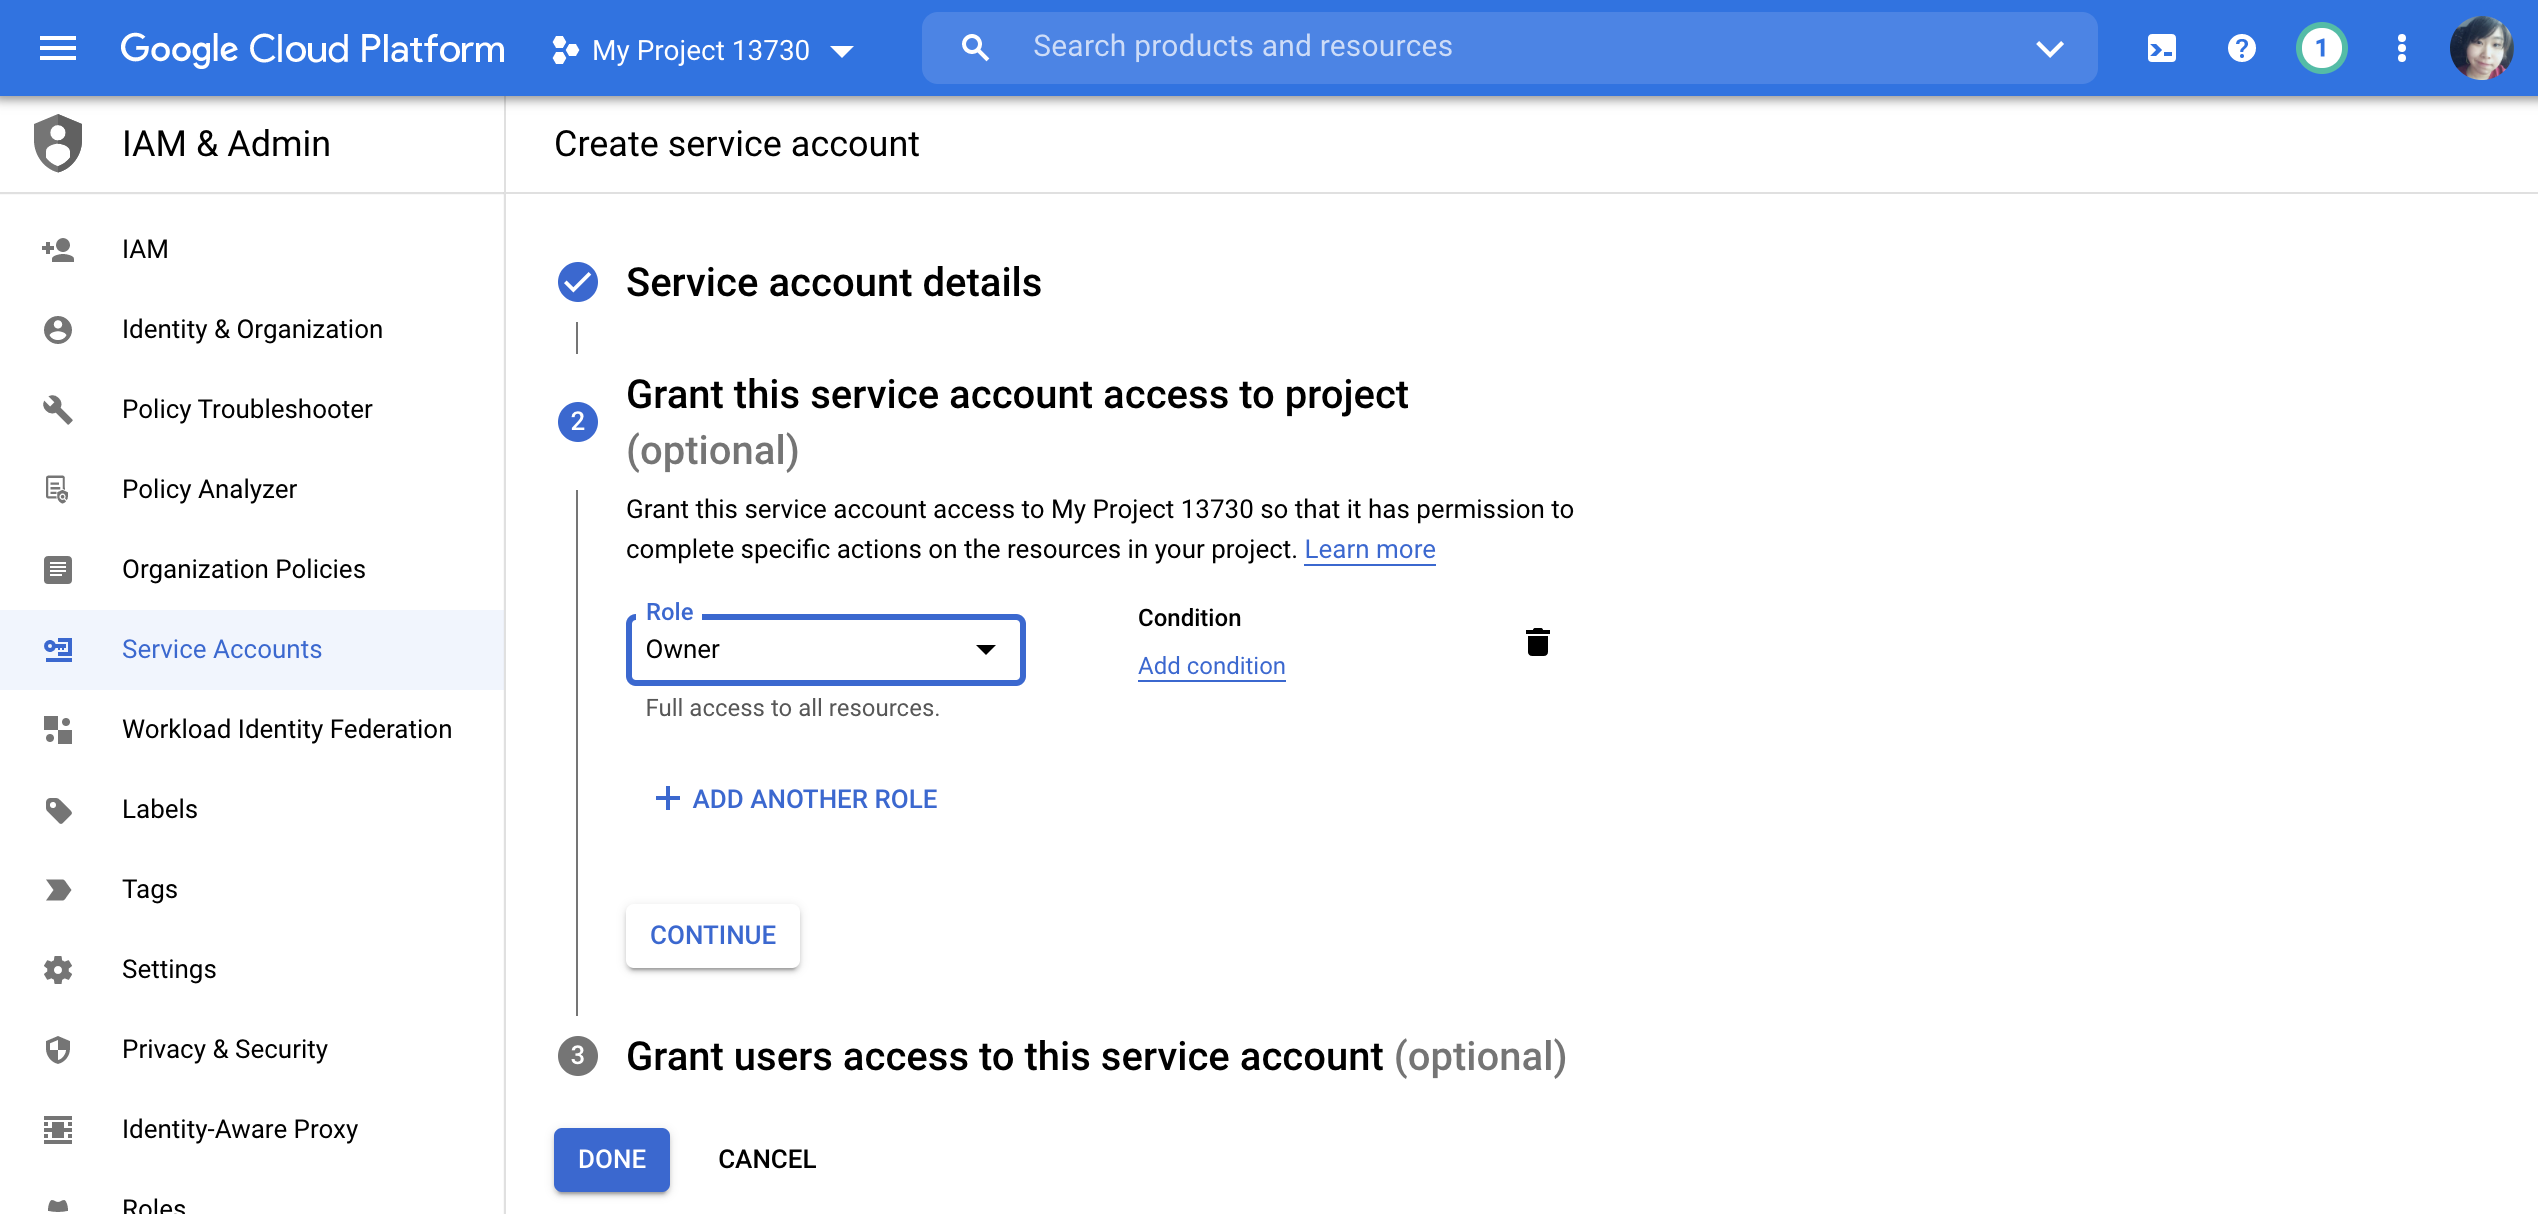 Google Cloud Platform
My Project 13730
Search products and resources
1
IAM & Admin
Create service account
IAM
Identity & Organization
Policy Troubleshooter
Policy Analyzer
Organization Policies
Service Accounts
Workload Identity Federation
Labels
Tags
Settings
Privacy & Security
Identity-Aware Proxy
Roles
Service account details
2
Grant this service account access to project
(optional)
Grant this service account access to My Project 13730 so that it has permission to
complete specific actions on the resources in your project. Learn more
Role
Owner
Full access to all resources.
Condition
Add condition
ADD ANOTHER ROLE
CONTINUE
3
Grant users access to this service account (optional)
DONE
CANCEL